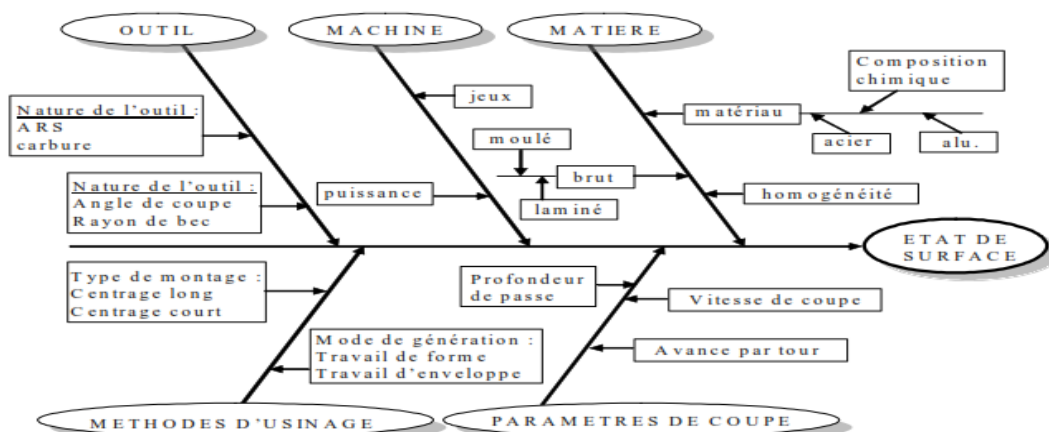 OUTIL
MACHINE
MATIERE
Nature de l'outil :
ARS
carbure
Nature de l'outil :
Angle de coupe
Rayon de bec
jeux
puissance
moulé
brut
laminé
Composition
chimique
matériau
acier
alu.
homogénéité
ETAT DE
SURFACE
Type de montage :
Centrage long
Centrage court
Mode de génération :
Travail de forme
Travail d'enveloppe
Profondeur
de passe
Vitesse de coupe
Avance par tour
METHODES D'USINAGE
PARAMETRES DE COUPE